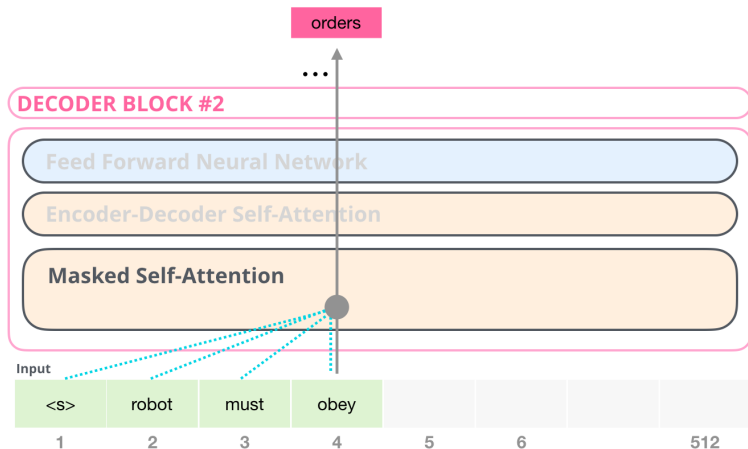 orders
...
DECODER BLOCK #2
Feed Forward Neural Network
Encoder-Decoder Self-Attention
Masked Self-Attention
Input
<s> robot must obey
1 2 3 4 5 6 512